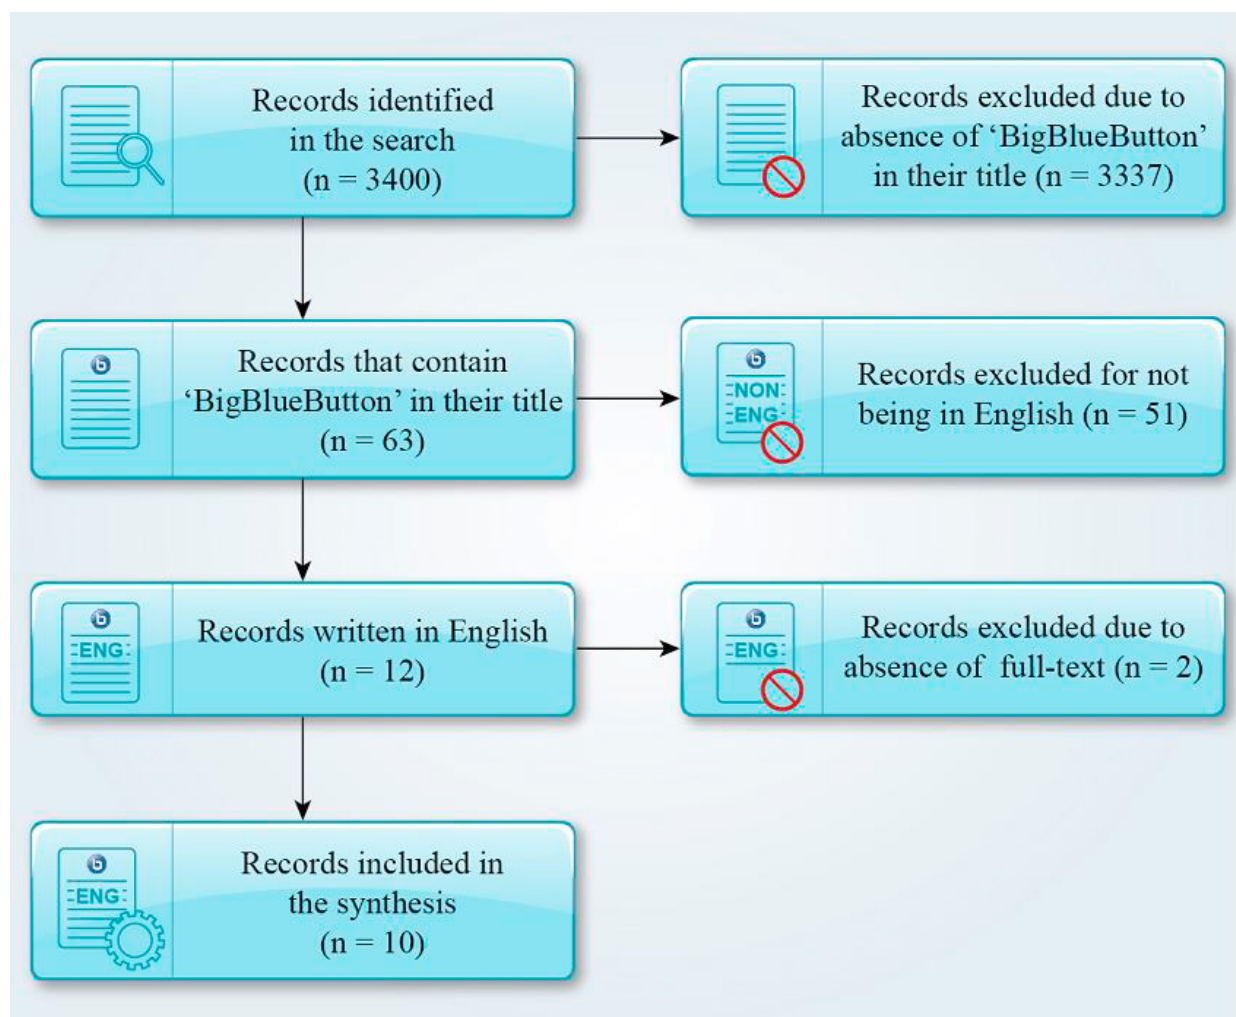 Records identified
in the search
(n = 3400)
Records excluded due to
absence of ‘BigBlueButton’
in their title (n = 3337)
b
Records that contain
‘BigBlueButton’ in their title
(n = 63)
b
NON
ENG
Records excluded for not
being in English (n = 51)
b
ENG
Records written in English
(n = 12)
b
ENG
Records excluded due to
absence of full-text (n = 2)
b
ENG
Records included in
the synthesis
(n = 10)